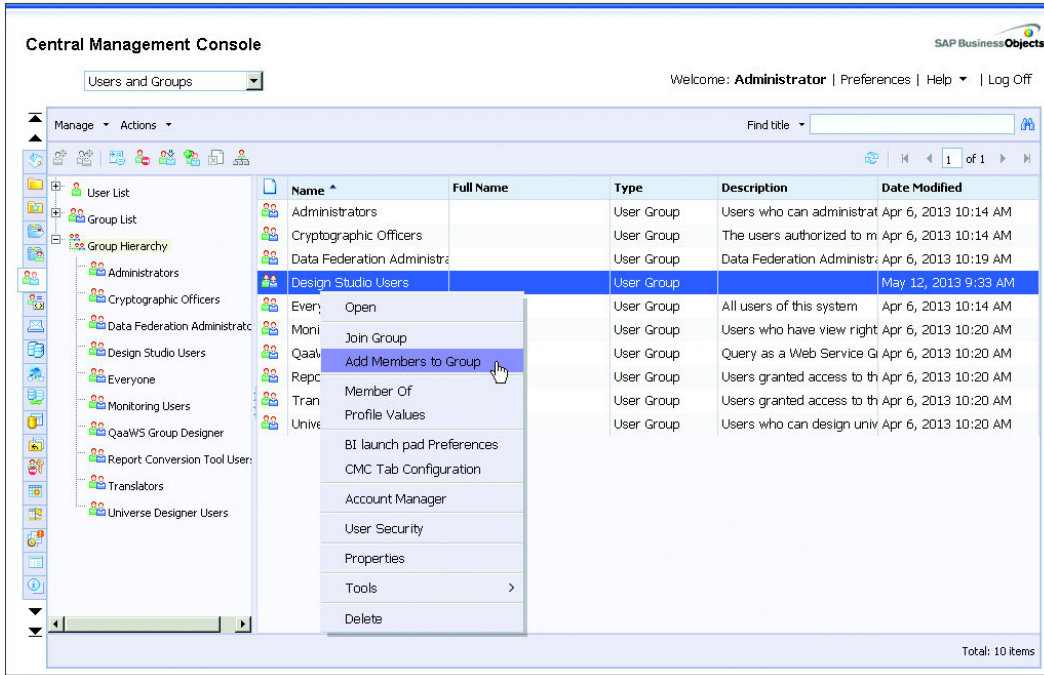 Central Management Console
SAP BusinessObjects
Users and Groups
Welcome: Administrator | Preferences | Help | Log Off
Manage Actions
Find title
1 of 1
User List
Group List
Group Hierarchy
Administrators
Cryptographic Officers
Data Federation Administratc
Design Studio Users
Everyone
Monitoring Users
QaaWS Group Designer
Report Conversion Tool User:
Translators
Universe Designer Users
Name Full Name Type Description Date Modified
Administrators User Group Users who can administrat Apr 6, 2013 10:14 AM
Cryptographic Officers User Group The users authorized to m Apr 6, 2013 10:14 AM
Data Federation Administra User Group Data Federation Administra Apr 6, 2013 10:19 AM
Design Studio Users User Group May 12, 2013 9:33 AM
Every User Group All users of this system Apr 6, 2013 10:14 AM
Moni User Group Users who have view right Apr 6, 2013 10:20 AM
QaaW User Group Query as a Web Service G Apr 6, 2013 10:20 AM
Repo User Group Users granted access to th Apr 6, 2013 10:20 AM
Tran User Group Users granted access to th Apr 6, 2013 10:20 AM
Unive User Group Users who can design univ Apr 6, 2013 10:20 AM
Open
Join Group
Add Members to Group
Member Of
Profile Values
BI launch pad Preferences
CMC Tab Configuration
Account Manager
User Security
Properties
Tools >
Delete
Total: 10 items